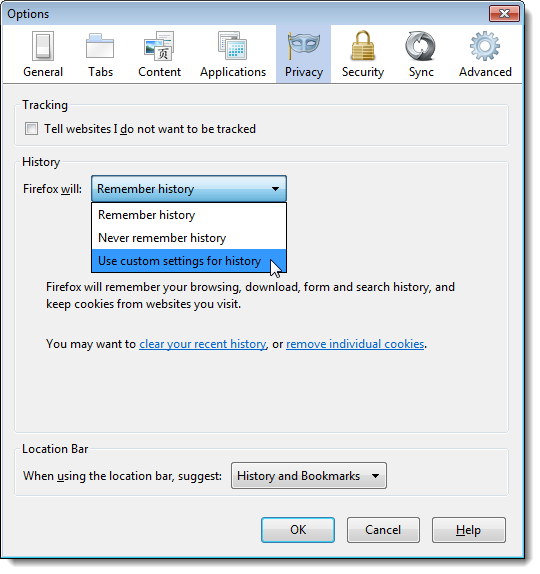 Options
General Tabs Content Applications Privacy Security Sync Advanced
Tracking
Tell websites I do not want to be tracked
History
Firefox will: Remember history
Remember history
Never remember history
Use custom settings for history
Firefox will remember your browsing, download, form and search history, and
keep cookies from websites you visit.
You may want to clear your recent history, or remove individual cookies.
Location Bar
When using the location bar, suggest: History and Bookmarks
OK Cancel Help